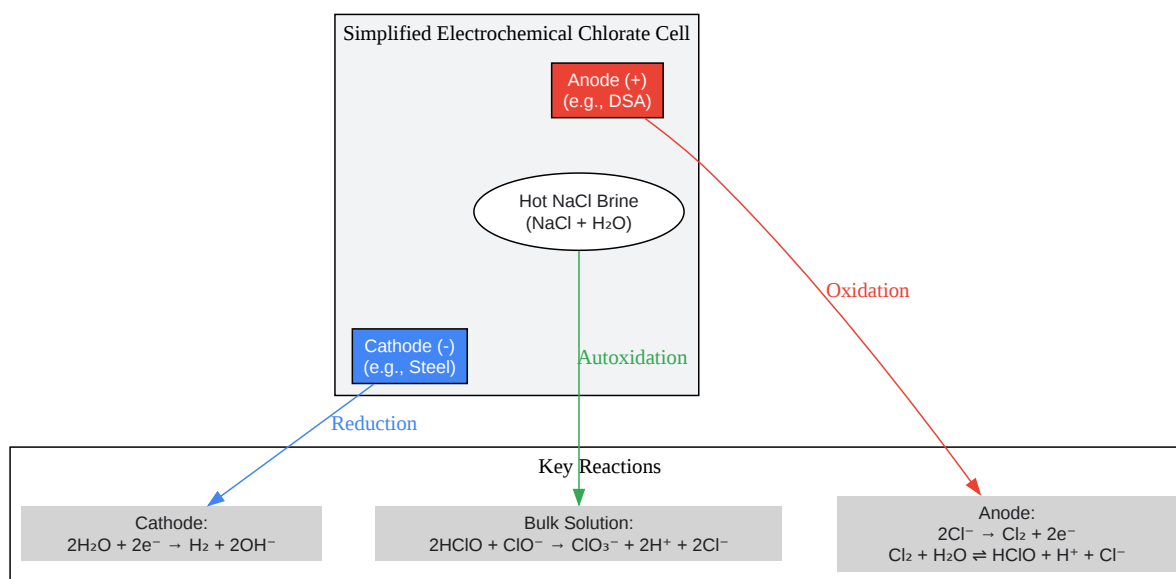 Simplified Electrochemical Chlorate Cell
Anode (+)
(e.g., DSA)
Hot NaCl Brine
(NaCl + H₂O)
Oxidation
Cathode (-)
(e.g., Steel)
Autoxidation
Reduction
Key Reactions
Cathode:
2H₂O + 2e⁻ → H₂ + 2OH⁻
Bulk Solution:
2HClO + ClO⁻ → ClO₃⁻ + 2H⁺ + 2Cl⁻
Anode:
2Cl⁻ → Cl₂ + 2e⁻
Cl₂ + H₂O ⇌ HClO + H⁺ + Cl⁻